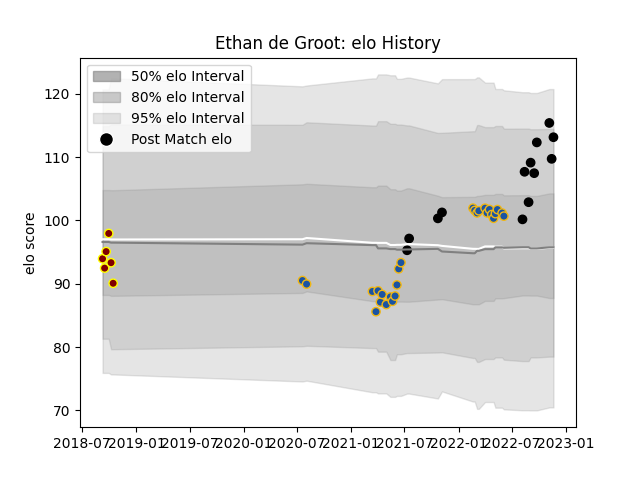 Ethan de Groot: elo History
50% elo Interval
80% elo Interval
95% elo Interval
Post Match elo
elo score
120
110
100
90
80
70
2018-07 2019-01 2019-07 2020-01 2020-07 2021-01 2021-07 2022-01 2022-07 2023-01